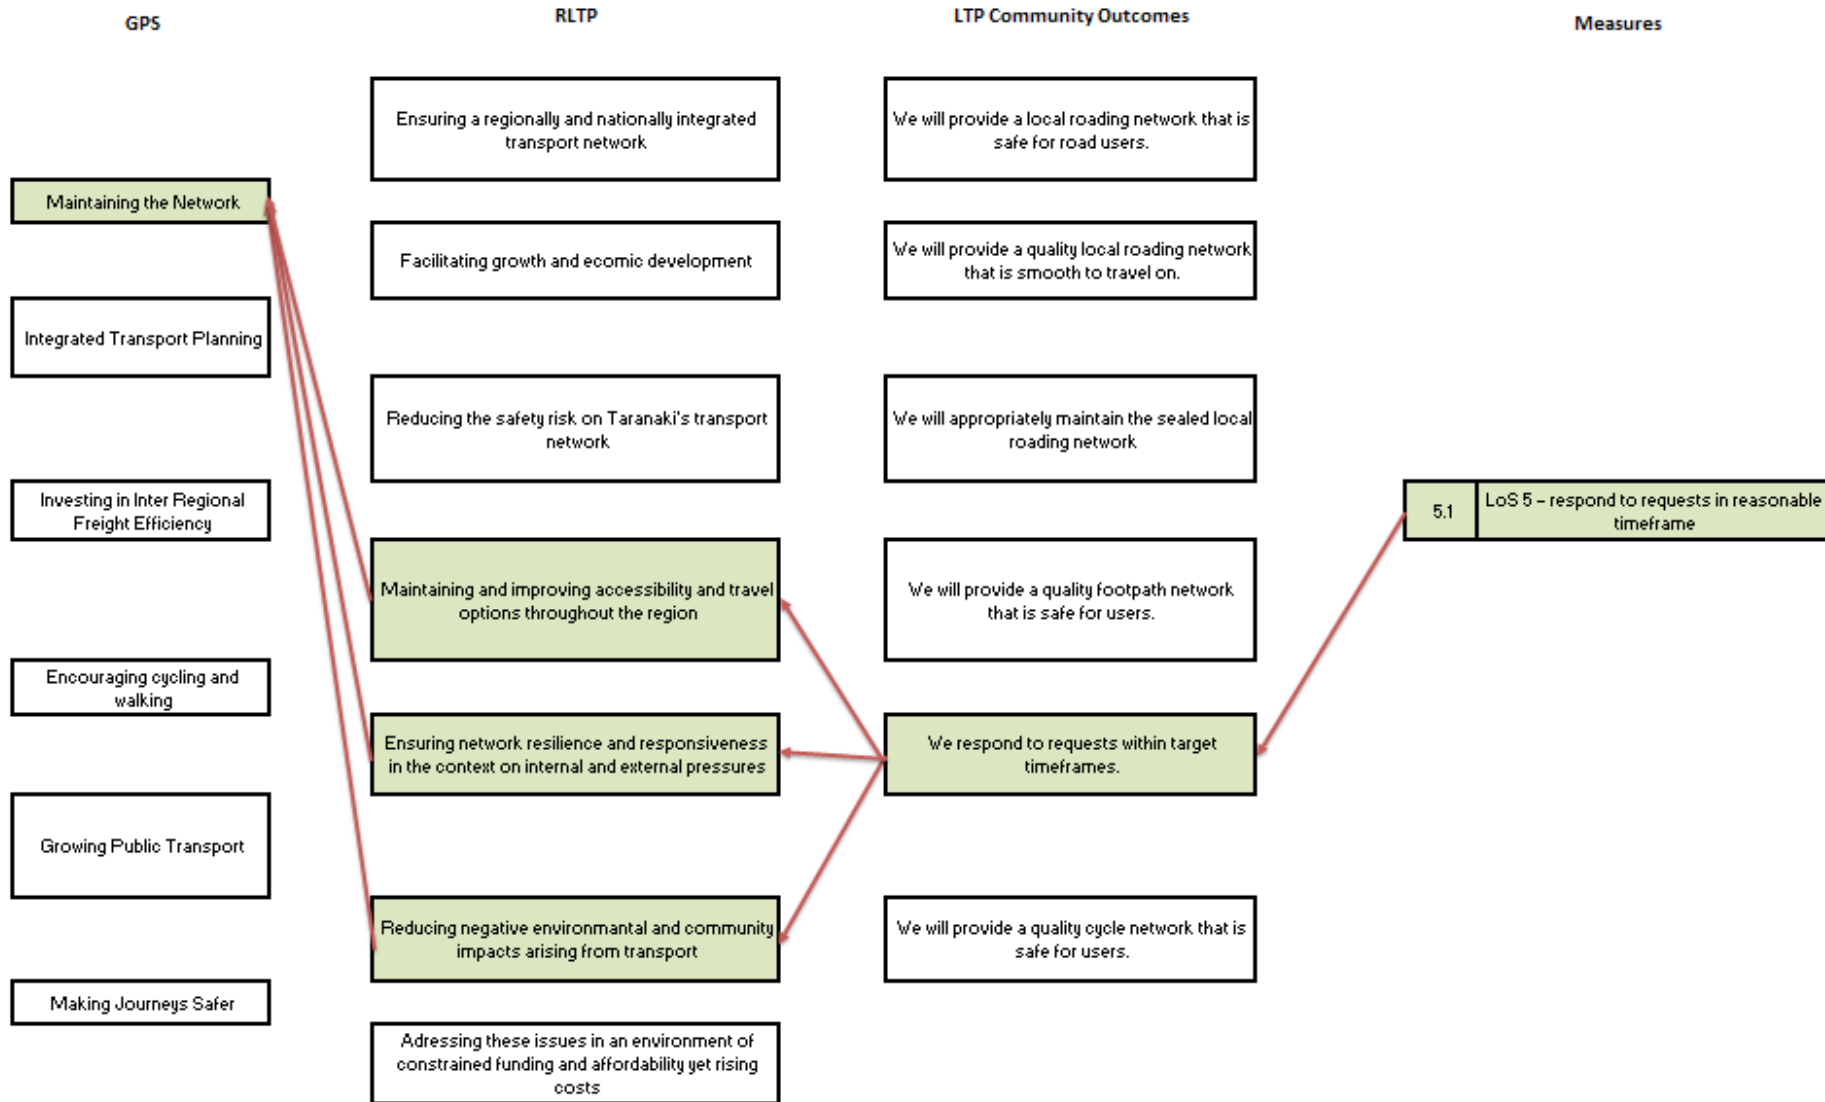 GPS
RLTP
LTP Community Outcomes
Measures
Maintaining the Network
Integrated Transport Planning
Investing in Inter Regional
Freight Efficiency
Encouraging cycling and
walking
Growing Public Transport
Making Journeys Safer
Ensuring a regionally and nationally integrated
transport network
Facilitating growth and ecomic development
Reducing the safety risk on Taranaki's transport
network
Maintaining and improving accessibility and travel
options throughout the region
Ensuring network resilience and responsiveness
in the context on internal and external pressures
Reducing negative environmantal and community
impacts arising from transport
Adressing these issues in an environment of
constrained funding and affordability yet rising
costs
We will provide a local roading network that is
safe for road users.
We will provide a quality local roading network
that is smooth to travel on.
We will appropriately maintain the sealed local
roading network
We will provide a quality footpath network
that is safe for users.
We respond to requests within target
timeframes.
We will provide a quality cycle network that is
safe for users.
5.1
LoS 5 – respond to requests in reasonable
timeframe